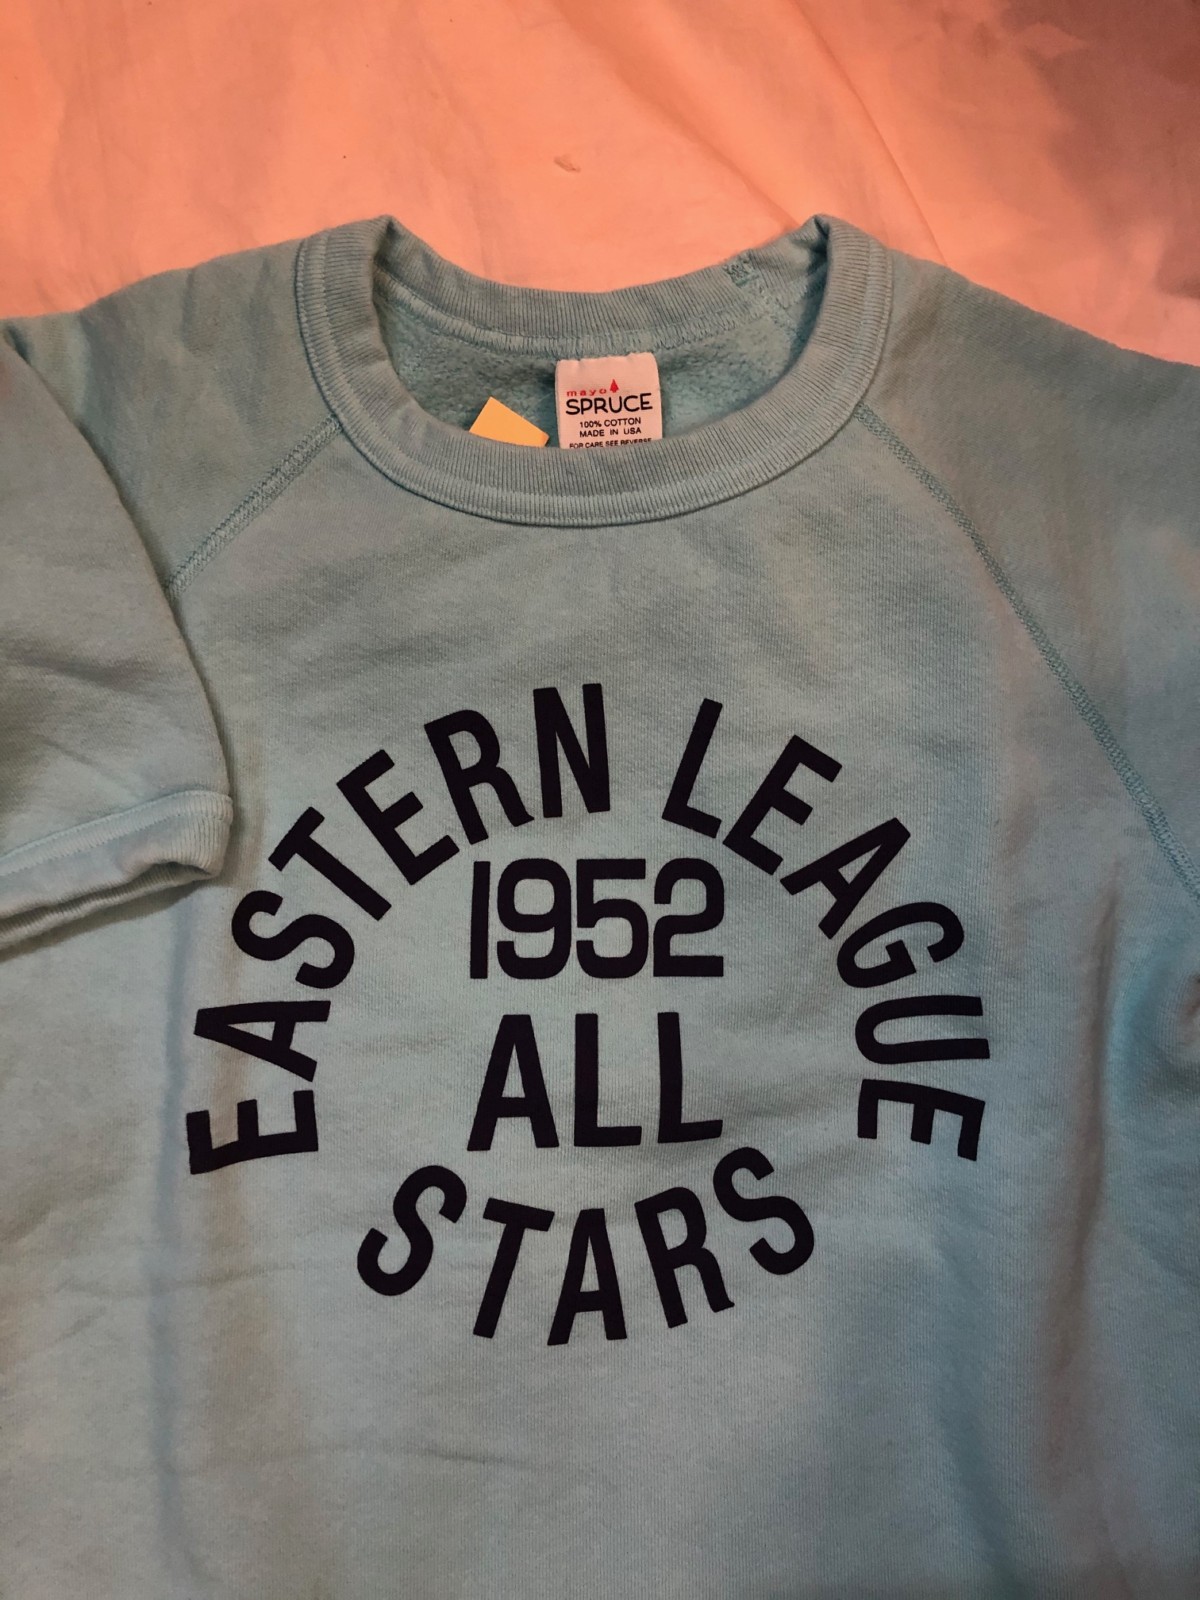 mayo
SPRUCE
100% COTTON
MADE IN USA
FOR CARE SEE REVERSE
EASTERN LEAGUE
1952
ALL
STARS